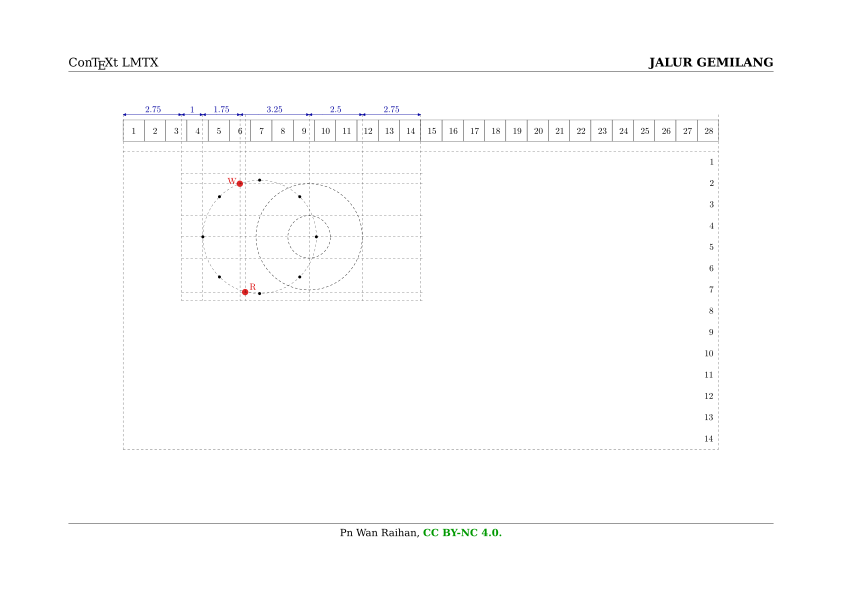 ConTEXt LMTX JALUR GEMILANG
2.75 1 1.75 3.25 2.5 2.75
1 2 3 4 5 6 7 8 9 10 11 12 13 14 15 16 17 18 19 20 21 22 23 24 25 26 27 28
1
W 2
3
4
5
6
R 7
8
9
10
11
12
13
14
Pn Wan Raihan, CC BY-NC 4.0.